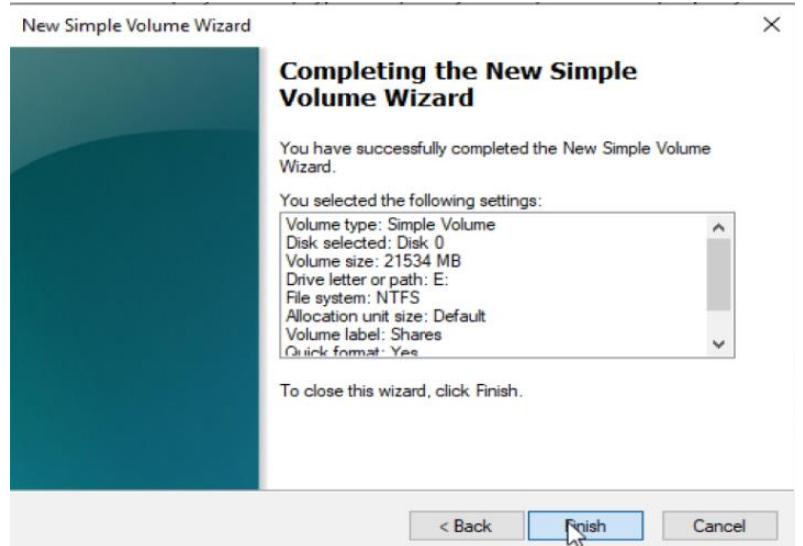 New Simple Volume Wizard
Completing the New Simple
Volume Wizard
You have successfully completed the New Simple Volume
Wizard.
You selected the following settings:
Volume type: Simple Volume
Disk selected: Disk 0
Volume size: 21534 MB
Drive letter or path: E:
File system: NTFS
Allocation unit size: Default
Volume label: Shares
Quick format: Yes
To close this wizard, click Finish.
< Back Finish Cancel